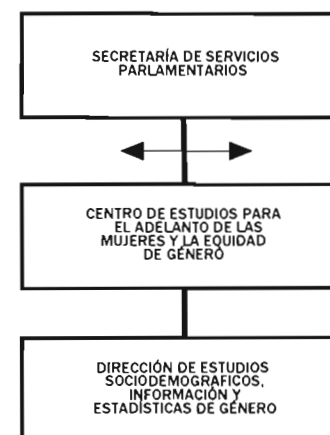 SECRETARÍA DE SERVICIOS
PARLAMENTARIOS
CENTRO DE ESTUDIOS PARA
EL ADELANTO DE LAS
MUJERES Y LA EQUIDAD
DE GÉNERO
DIRECCIÓN DE ESTUDIOS
SOCIODEMOGRAFICOS,
INFORMACIÓN Y
ESTADÍSTICAS DE GÉNERO